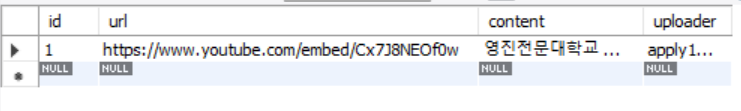 id url content uploader
1 https://www.youtube.com/embed/Cx7J8NEOf0w 영진전문대학교 ... apply1...
NULL NULL NULL NULL